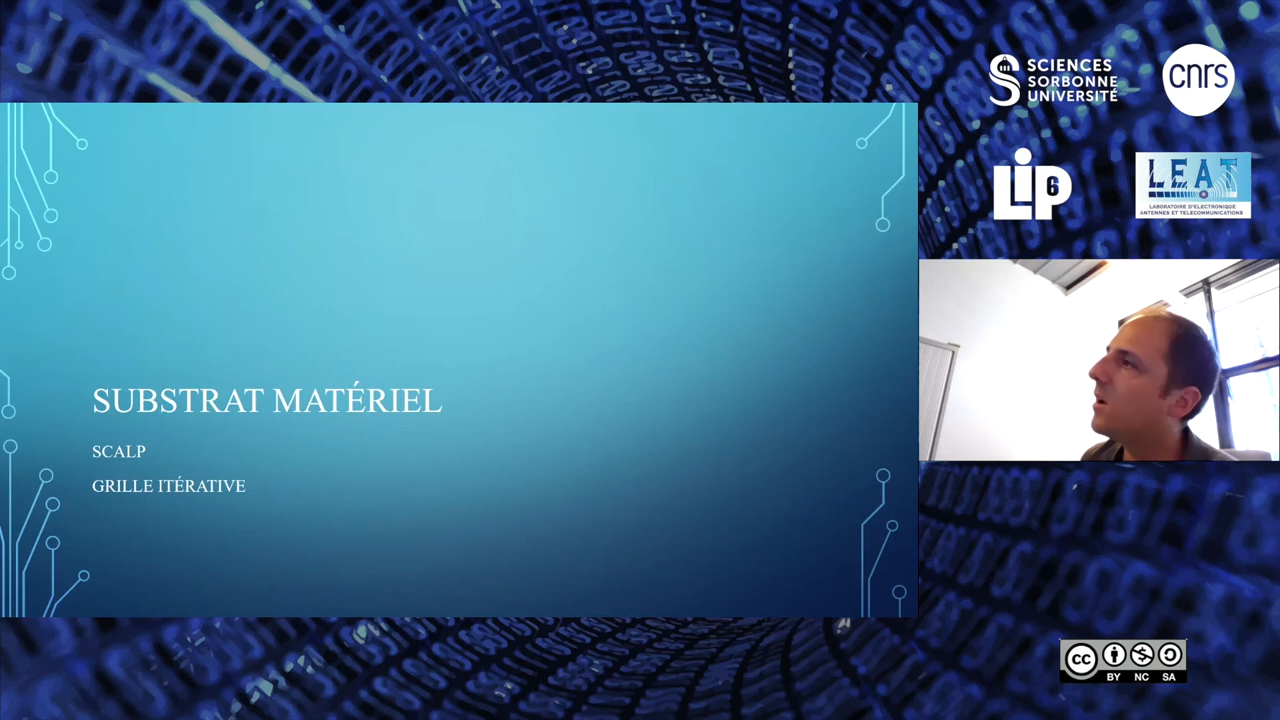 SUBSTRAT MATÉRIEL
SCALP
GRILLE ITÉRATIVE
SCIENCES
SORBONNE
UNIVERSITÉ
cnrs
LIP6
LEAT
LABORATOIRE D'ELECTRONIQUE
ANTENNES ET TELECOMMUNICATIONS
cc
BY NC SA